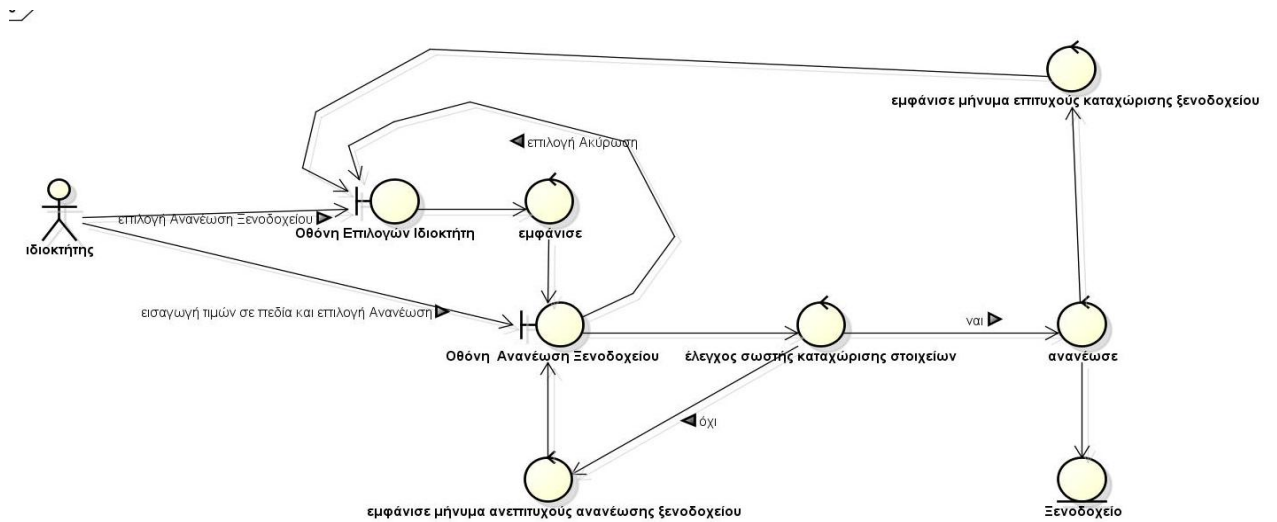 εμφάνισε μήνυμα επιτυχούς καταχώρισης ξενοδοχείου
επιλογή Ακύρωση
επιλογή Ανανέωση Ξενοδοχείου
Οθόνη Επιλογών Ιδιοκτήτη
εμφάνισε
ιδιοκτήτης
εισαγωγή τιμών σε πεδία και επιλογή Ανανέωση
ναι
Οθόνη Ανανέωση Ξενοδοχείου
έλεγχος σωστής καταχώρισης στοιχείων
ανανέωσε
όχι
εμφάνισε μήνυμα ανεπιτυχούς ανανέωσης ξενοδοχείου
Ξενοδοχείο